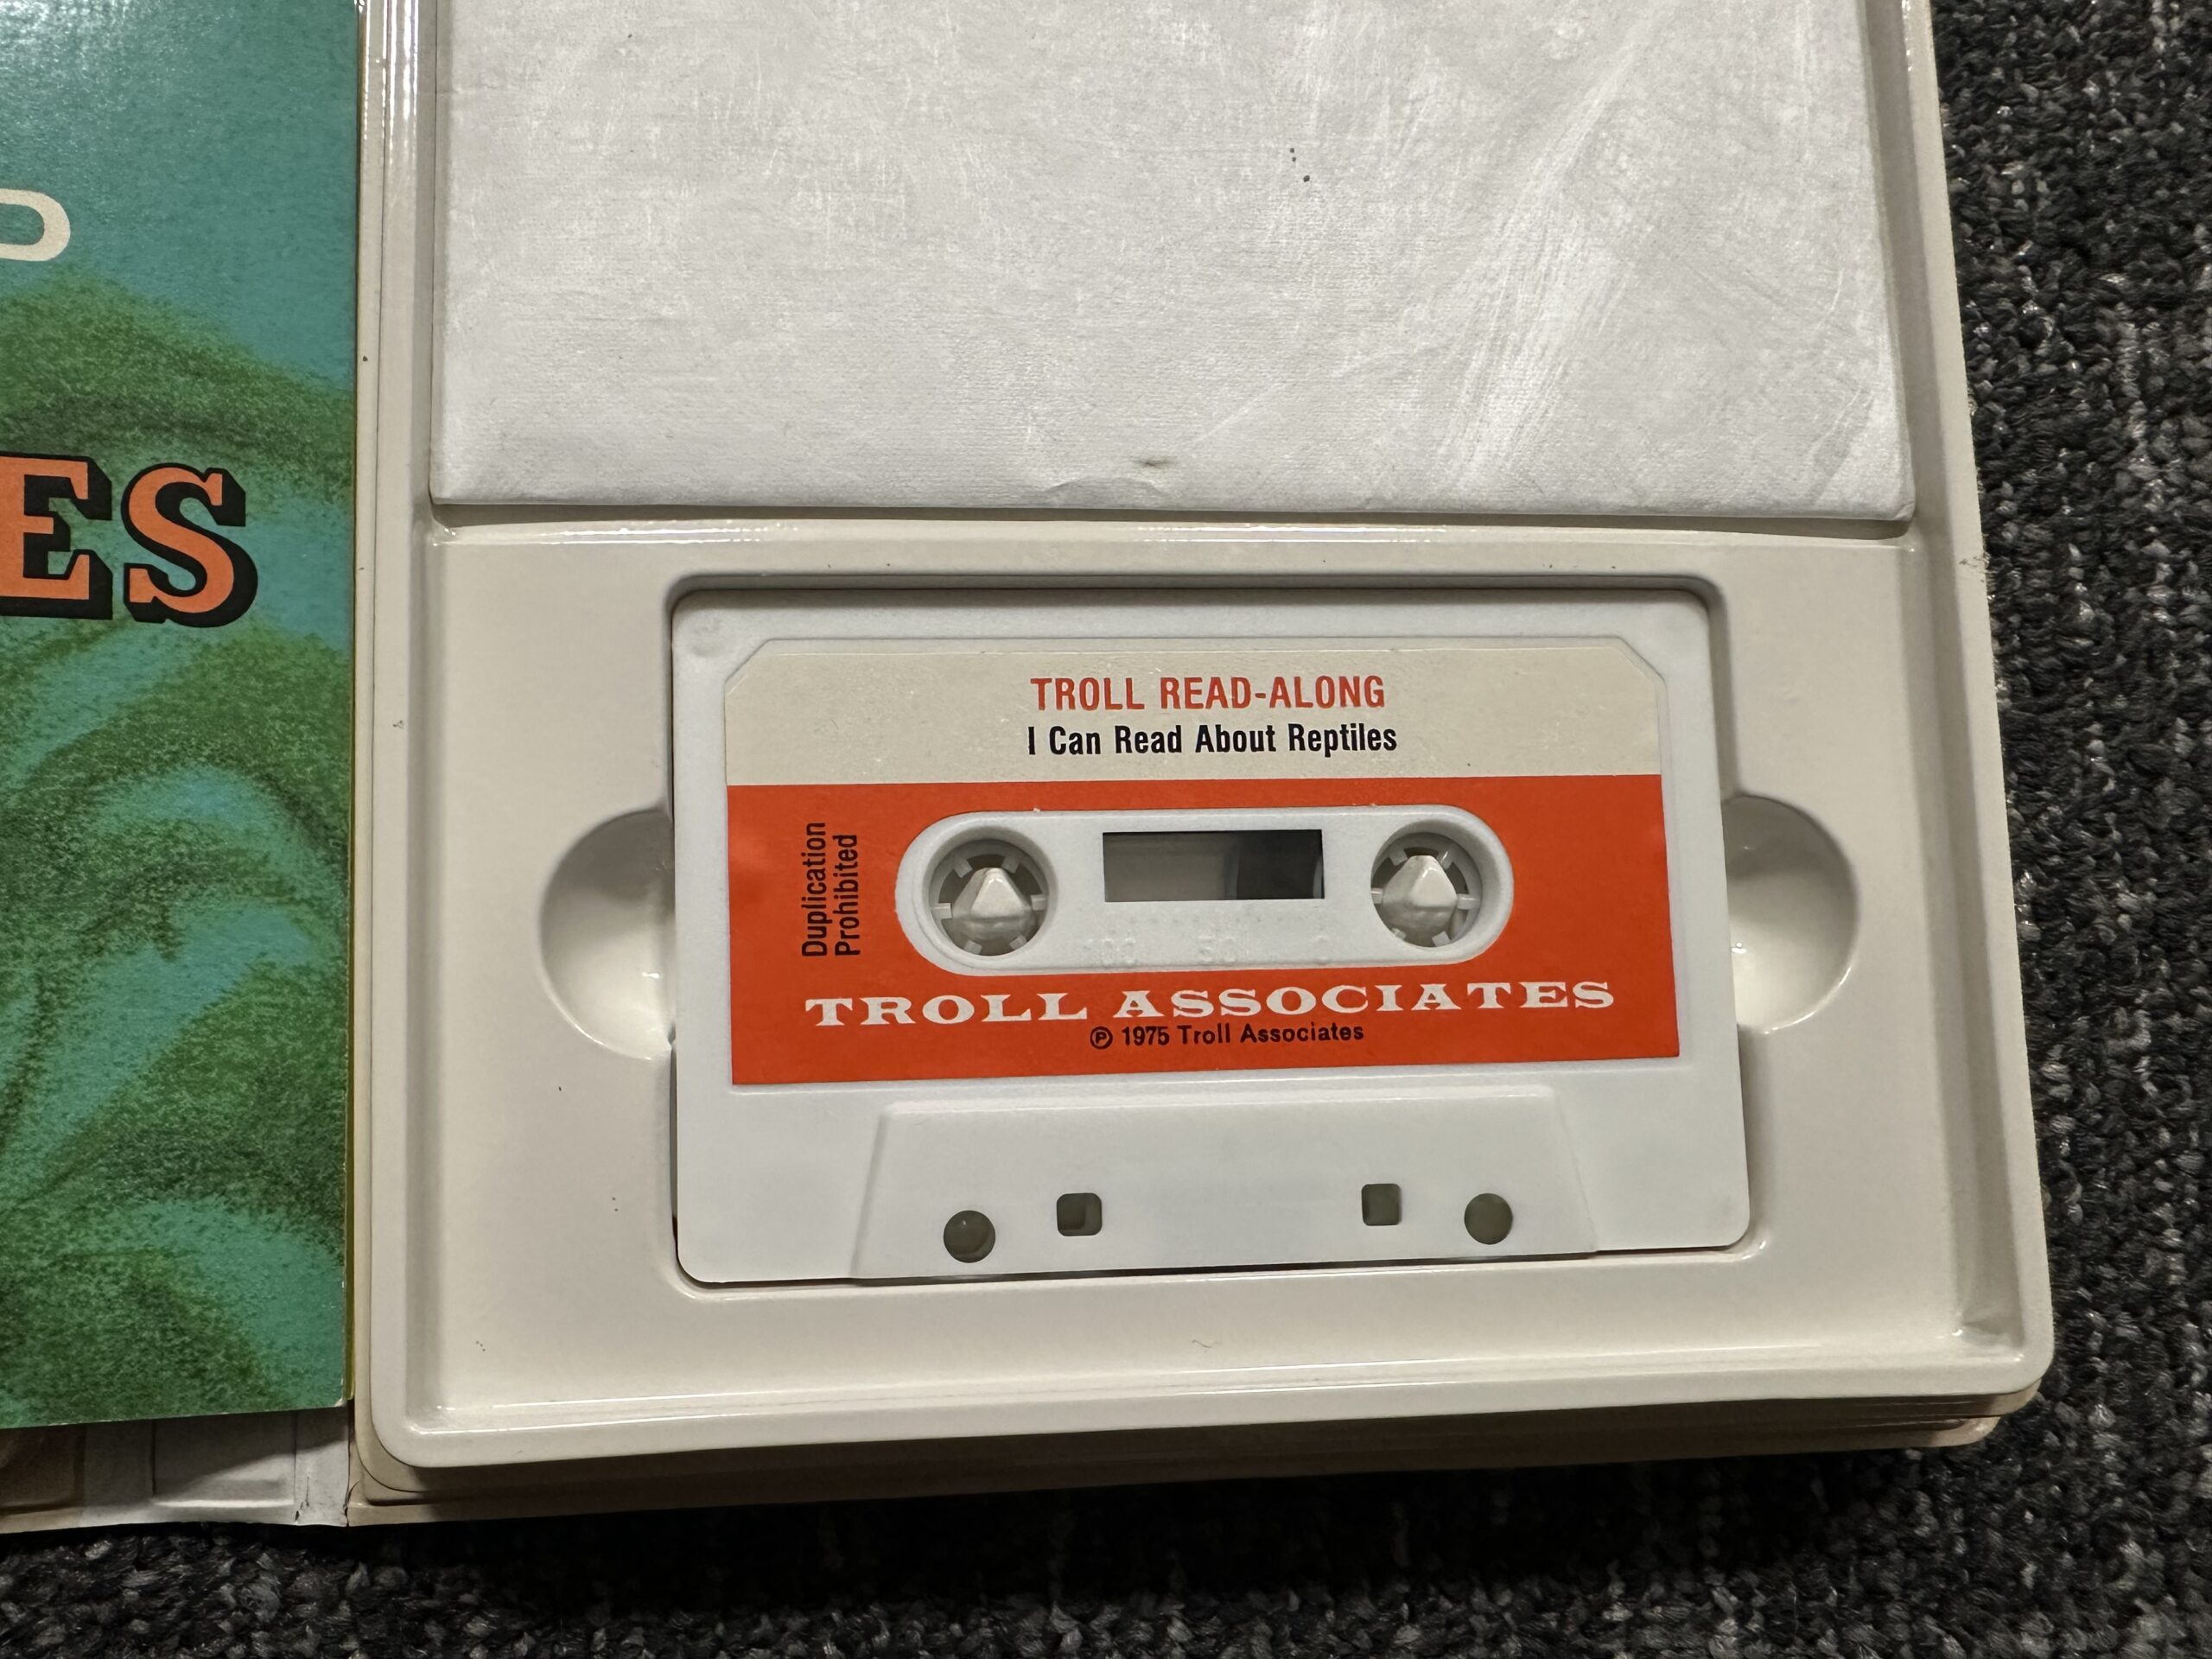 D
ES
TROLL READ-ALONG
I Can Read About Reptiles
Duplication
Prohibited
100 50 0
TROLL ASSOCIATES
Ⓟ 1975 Troll Associates